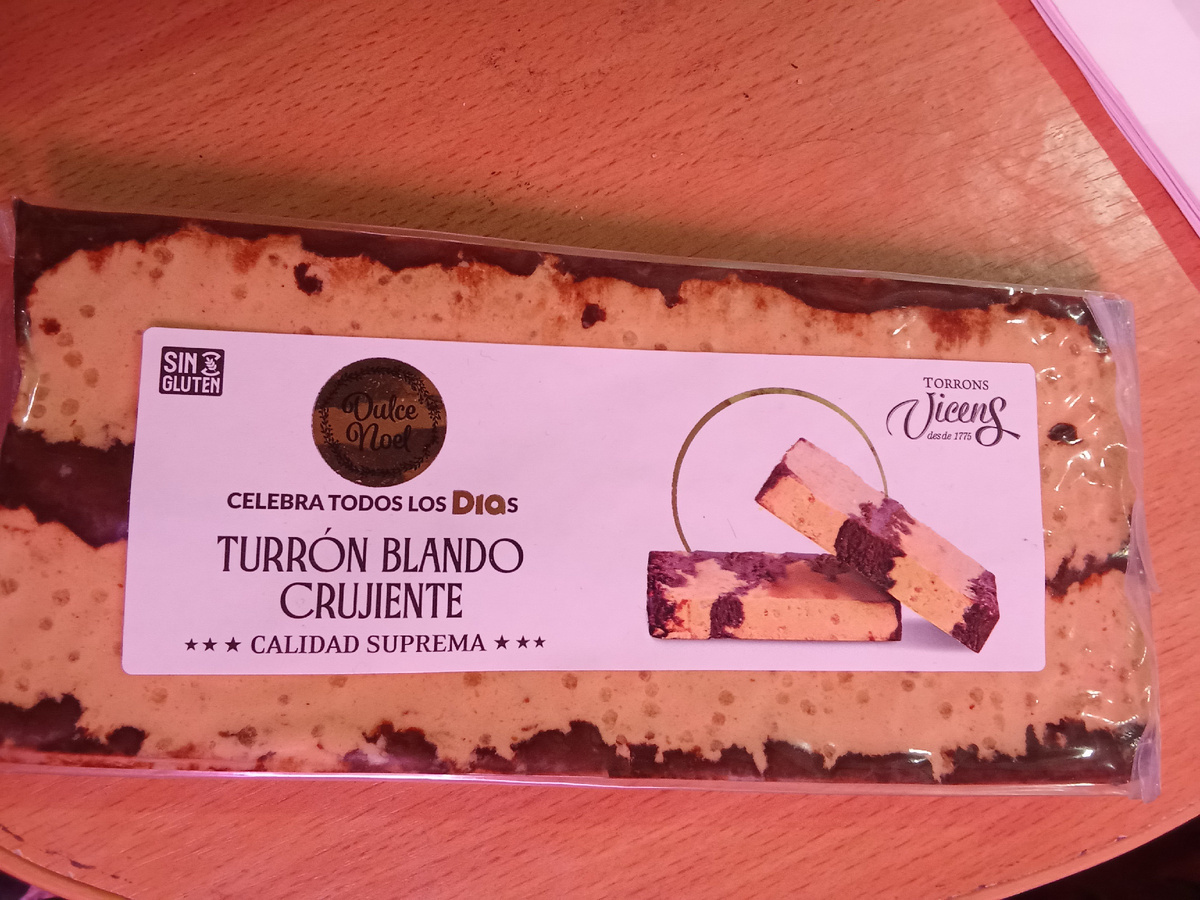 SIN
GLUTEN
Dulce
Noel
CELEBRA TODOS LOS DIaS
TURRÓN BLANDO
CRUJIENTE
★★★ CALIDAD SUPREMA ★★★
TORRONS
Vicens
desde 1775